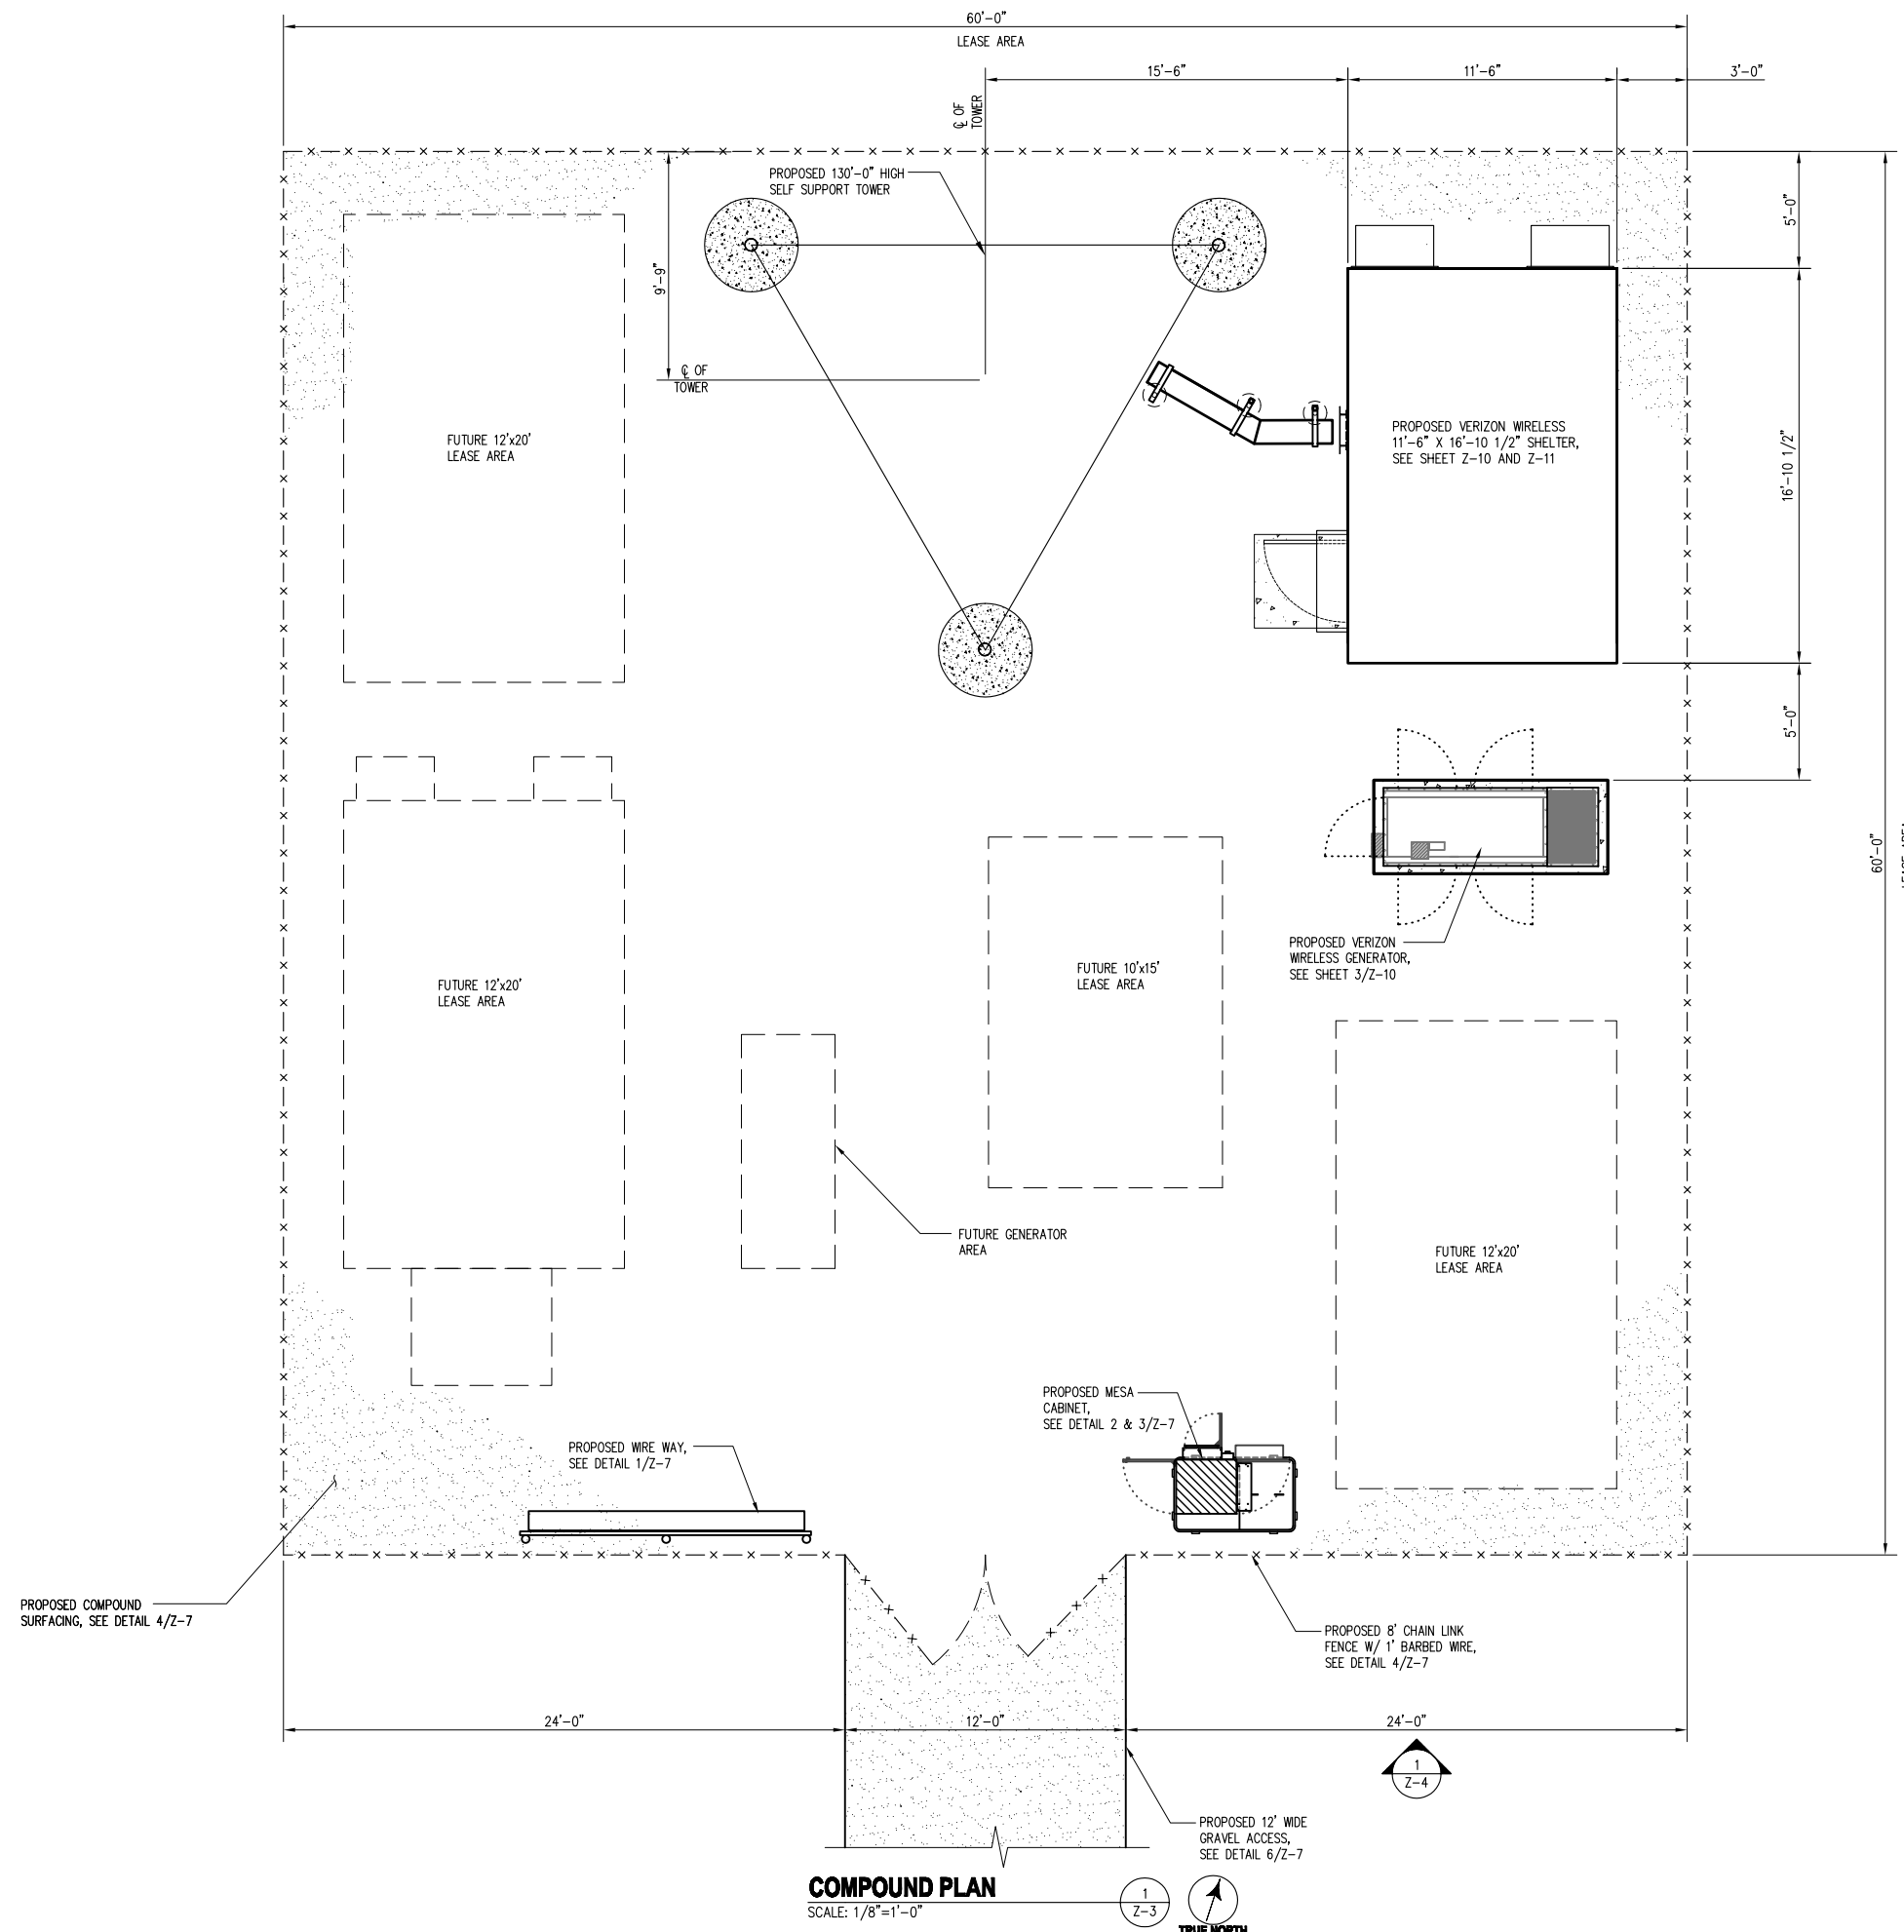 60'-0"
LEASE AREA
15'-6"
11'-6"
3'-0"
℄ OF
TOWER
PROPOSED 130'-0" HIGH
SELF SUPPORT TOWER
5'-0"
9'-9"
℄ OF
TOWER
FUTURE 12'x20'
LEASE AREA
PROPOSED VERIZON WIRELESS
11'-6" X 16'-10 1/2" SHELTER,
SEE SHEET Z-10 AND Z-11
16'-10 1/2"
5'-0"
60'-0"
LEASE AREA
PROPOSED VERIZON
WIRELESS GENERATOR,
SEE SHEET 3/Z-10
FUTURE 12'x20'
LEASE AREA
FUTURE 10'x15'
LEASE AREA
FUTURE GENERATOR
AREA
FUTURE 12'x20'
LEASE AREA
PROPOSED MESA
CABINET,
SEE DETAIL 2 & 3/Z-7
PROPOSED WIRE WAY,
SEE DETAIL 1/Z-7
PROPOSED COMPOUND
SURFACING, SEE DETAIL 4/Z-7
PROPOSED 8' CHAIN LINK
FENCE W/ 1' BARBED WIRE,
SEE DETAIL 4/Z-7
24'-0"
12'-0"
24'-0"
1
Z-4
PROPOSED 12' WIDE
GRAVEL ACCESS,
SEE DETAIL 6/Z-7
COMPOUND PLAN
SCALE: 1/8"=1'-0"
1
Z-3
TRUE NORTH